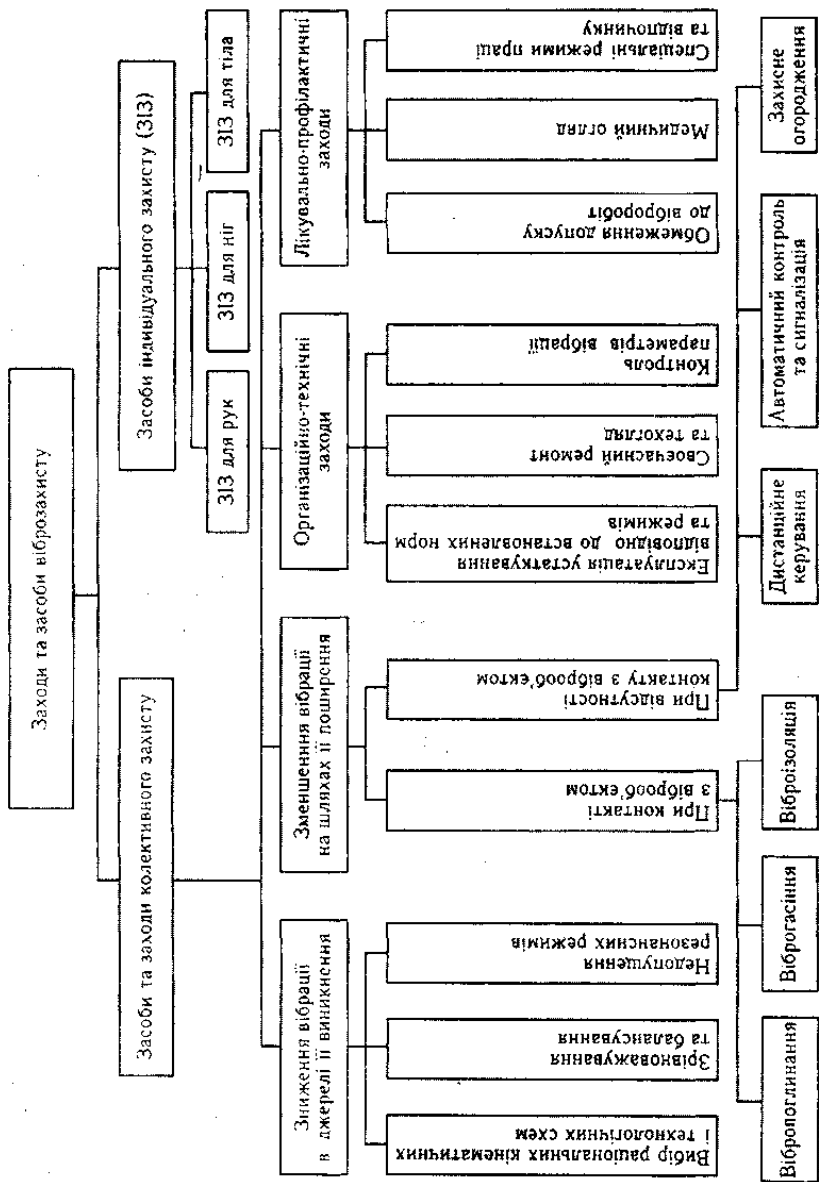 Заходи та засоби віброзахисту
Засоби та заходи колективного захисту
Засоби індивідуального захисту (ЗІЗ)
ЗІЗ для рук
ЗІЗ для ніг
ЗІЗ для тіла
Зниження вібрації
в джерелі її виникнення
Зменшенння вібрації
на шляхах її поширення
Організаційно-технічні
заходи
Лікувально-профілактичні
заходи
Вибір раціональних кінематичних
і технологічних схем
Зрівноважування
та балансування
Недопущення
резонансних режимів
При контакті
з віброоб'єктом
При відсутності
контакту з віброоб'єктом
Експлуатація устаткування
відповідно до встановлених норм
та режимів
Своєчасний ремонт
та техогляд
Контроль
параметрів вібрації
Обмеження допуску
до віброробіт
Медичний огляд
Спеціальні режими праці
та відпочинку
Вібропоглинання
Віброгасіння
Віброізоляція
Дистанційне
керування
Автоматичний контроль
та сигналізація
Захисне
огородження